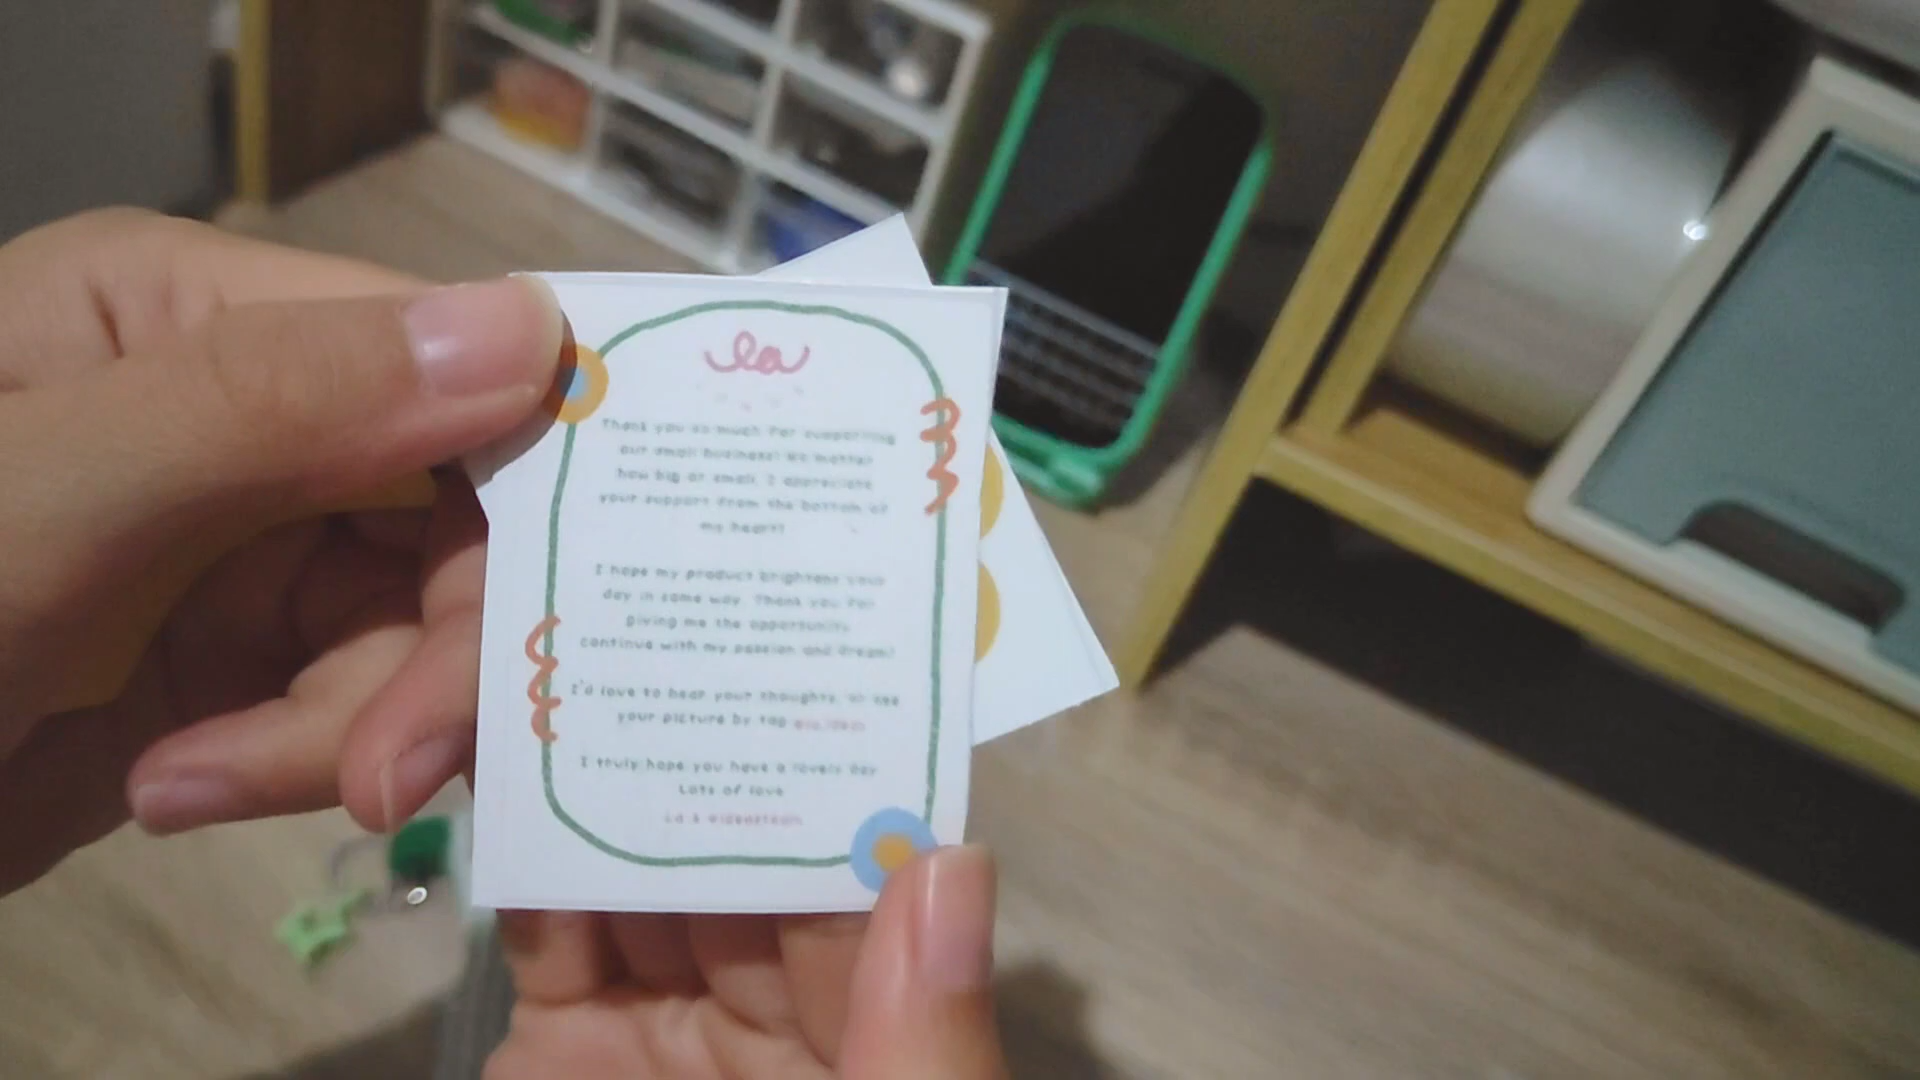 ea
Thank you so much for supporting
our small business! No matter
how big or small, I appreciate
your support from the bottom of
my heart!
I hope my product brightens your
day in some way. Thank you for
giving me the opportunity
continue with my passion and dream!
I'd love to hear your thoughts, or see
your picture by tag
I truly hope you have a lovely day
Lots of love